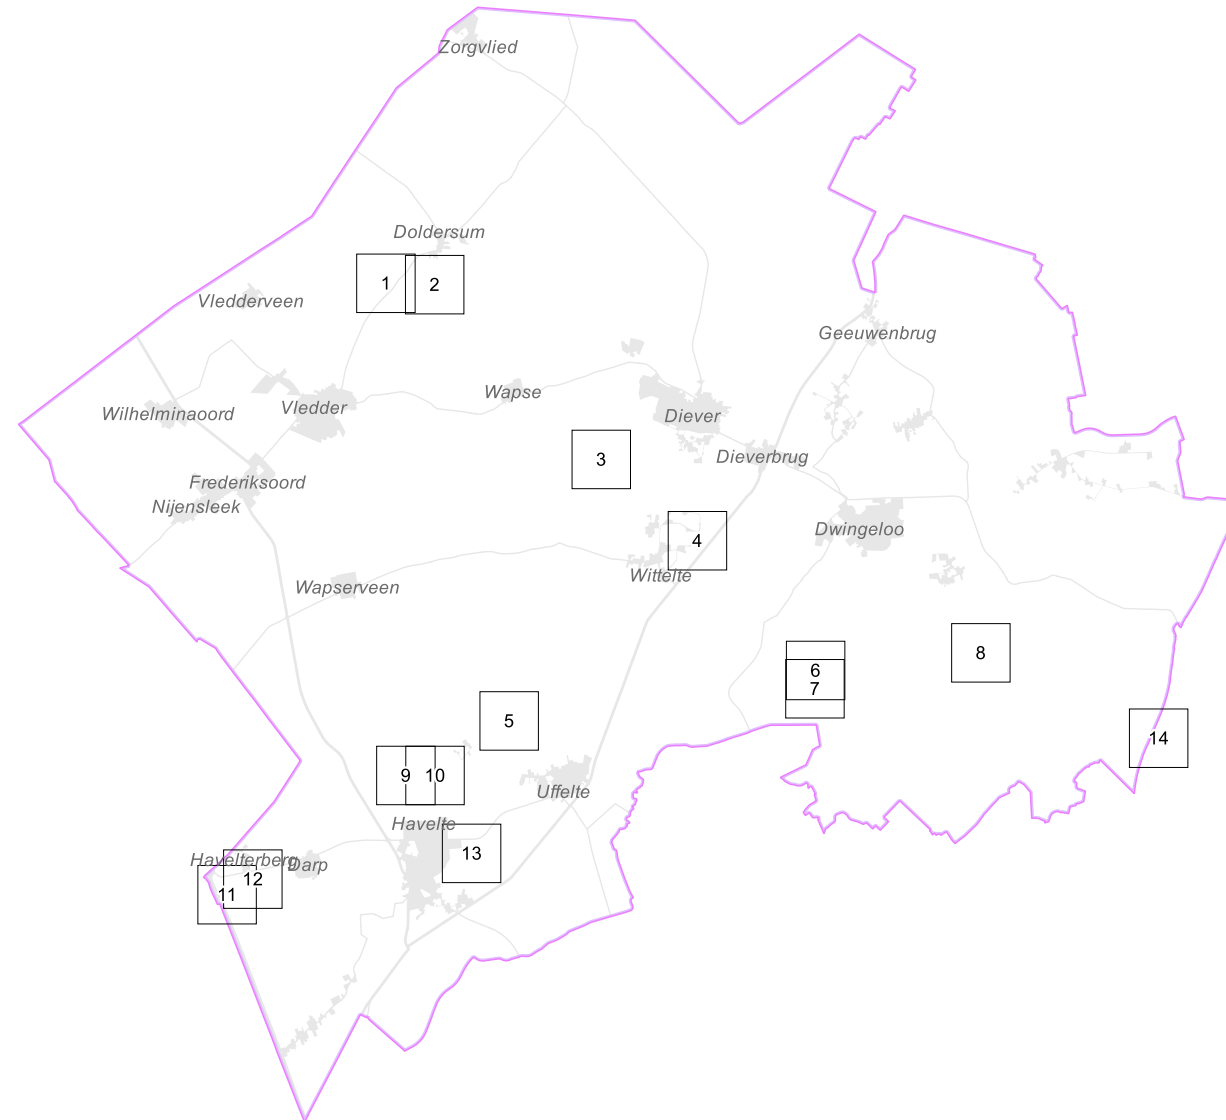 Zorgvlied
Doldersum
1
2
Vledderveen
Geeuwenbrug
Wapse
Vledder
Wilhelminaoord
Diever
Dieverbrug
3
Frederiksoord
Nijensleek
Dwingeloo
4
Wittelte
Wapserveen
8
6
7
5
14
9
10
Uffelte
Havelte
13
Havelterberg
Darp
12
11